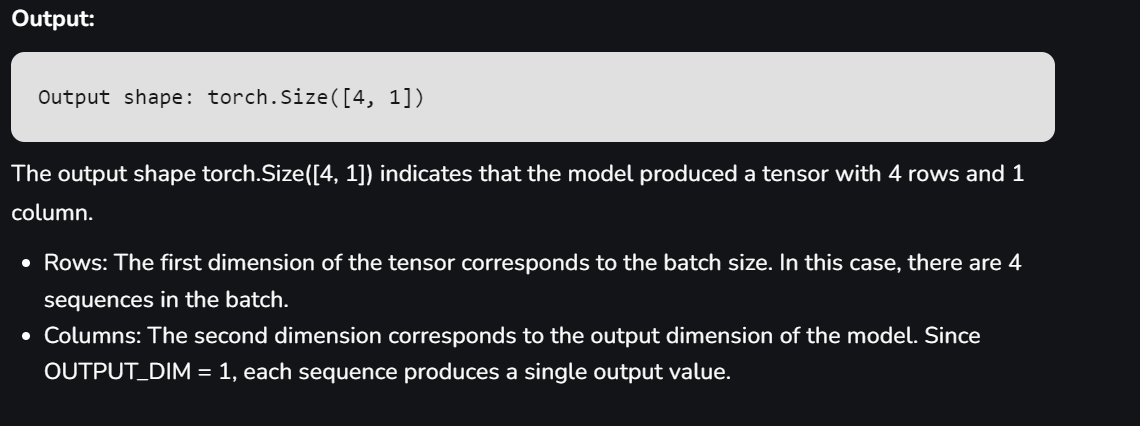 Output:
Output shape: torch.Size([4, 1])
The output shape torch.Size([4, 1]) indicates that the model produced a tensor with 4 rows and 1
column.
• Rows: The first dimension of the tensor corresponds to the batch size. In this case, there are 4
sequences in the batch.
• Columns: The second dimension corresponds to the output dimension of the model. Since
OUTPUT_DIM = 1, each sequence produces a single output value.